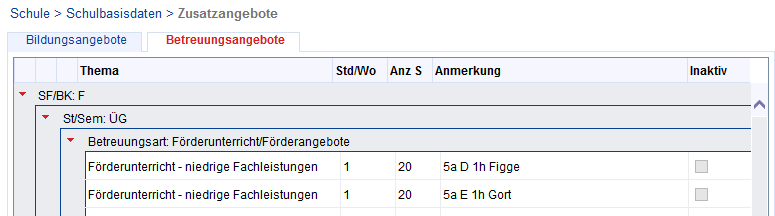 Schule > Schulbasisdaten > Zusatzangebote
Bildungsangebote Betreuungsangebote
Thema Std/Wo Anz S Anmerkung Inaktiv
SF/BK: F
St/Sem: ÜG
Betreuungsart: Förderunterricht/Förderangebote
Förderunterricht - niedrige Fachleistungen 1 20 5a D 1h Figge
Förderunterricht - niedrige Fachleistungen 1 20 5a E 1h Gort